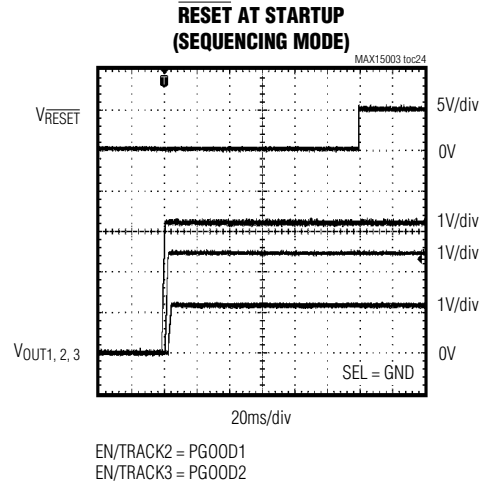 RESET AT STARTUP
(SEQUENCING MODE)
MAX15003 toc24
VRESET
5V/div
0V
1V/div
1V/div
1V/div
VOUT1, 2, 3
0V
SEL = GND
20ms/div
EN/TRACK2 = PGOOD1
EN/TRACK3 = PGOOD2